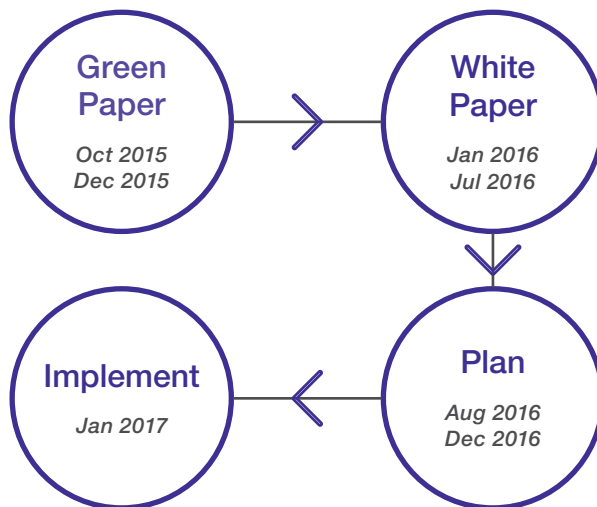 Green
Paper
Oct 2015
Dec 2015
White
Paper
Jan 2016
Jul 2016
Plan
Aug 2016
Dec 2016
Implement
Jan 2017